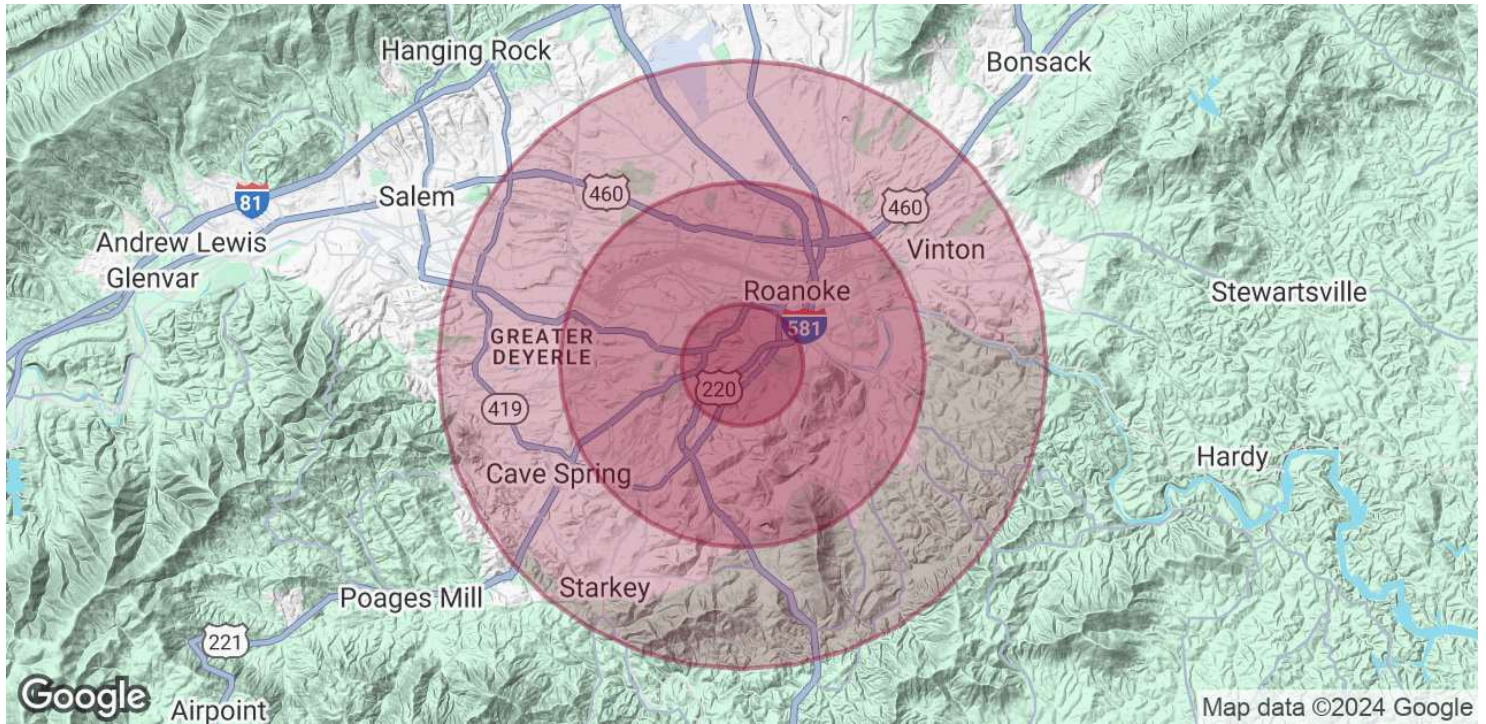 Hanging Rock
Bonsack
81
Salem
460
460
Andrew Lewis
Vinton
Glenvar
Roanoke
Stewartsville
581
GREATER
DEYERLE
220
419
Cave Spring
Hardy
Starkey
Poages Mill
221
Airpoint
Google
Map data ©2024 Google